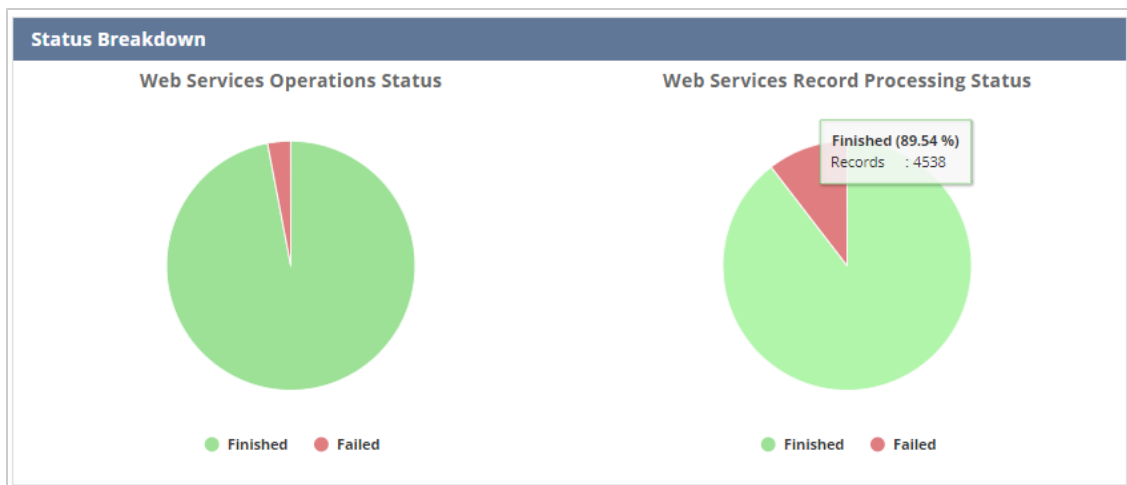 Status Breakdown
Web Services Operations Status
Web Services Record Processing Status
Finished (89.54 %)
Records : 4538
Finished Failed
Finished Failed